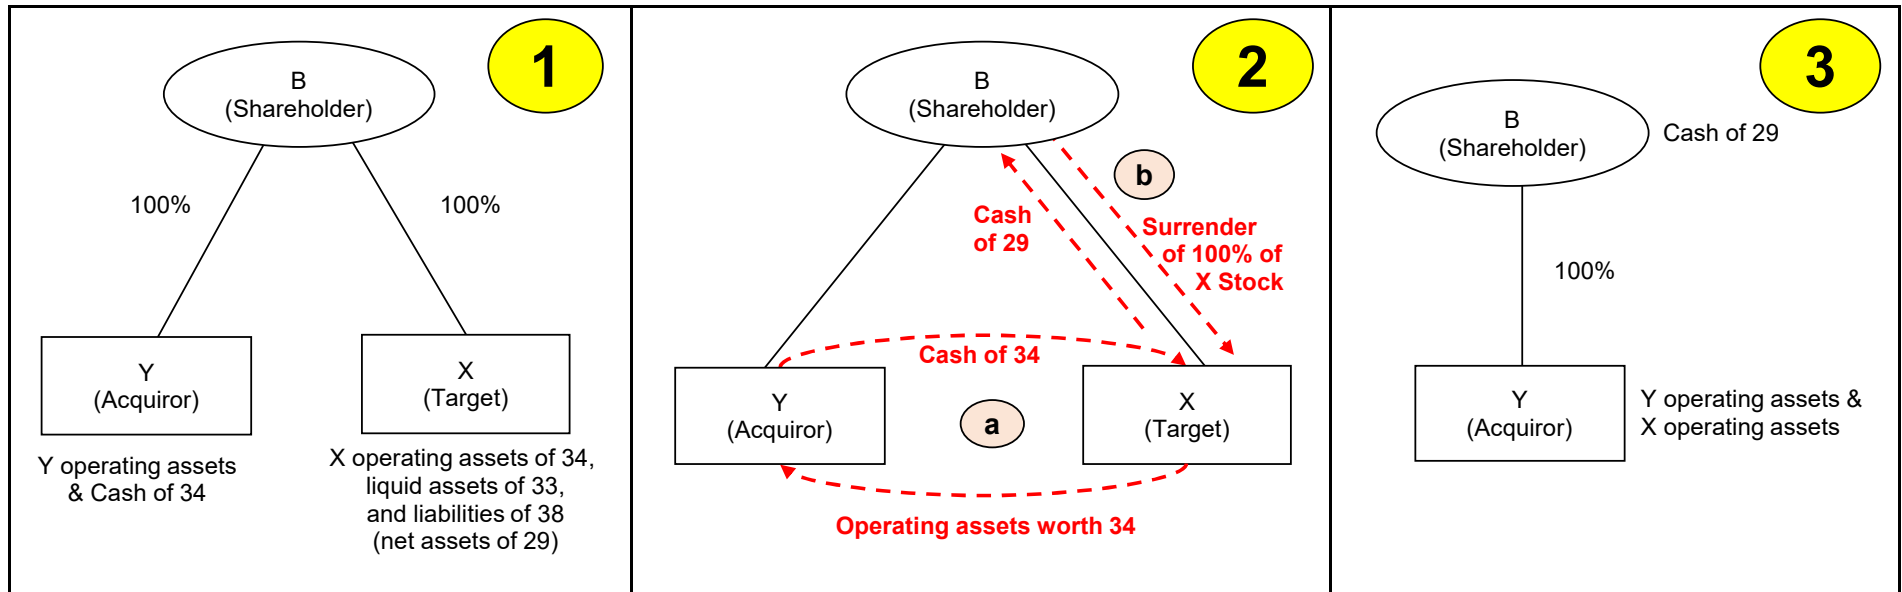 1
B
(Shareholder)
100%
100%
Y
(Acquiror)
X
(Target)
Y operating assets
& Cash of 34
X operating assets of 34,
liquid assets of 33,
and liabilities of 38
(net assets of 29)
2
B
(Shareholder)
b
Cash
of 29
Surrender
of 100% of
X Stock
Cash of 34
Y
(Acquiror)
a
X
(Target)
Operating assets worth 34
3
B
(Shareholder)
Cash of 29
100%
Y
(Acquiror)
Y operating assets &
X operating assets